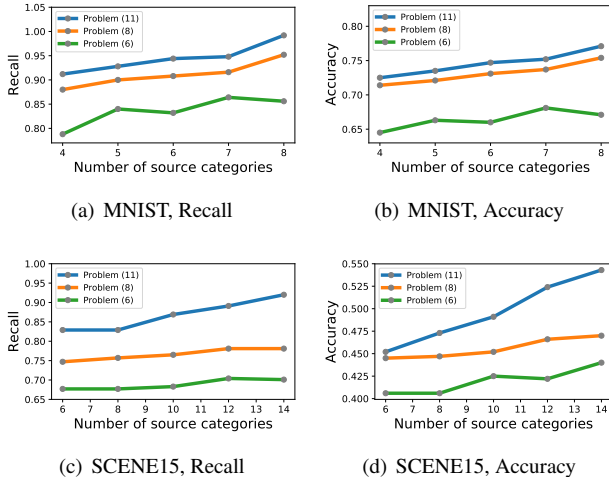 1.05
1.00
0.95
0.90
0.85
0.80
Recall
Problem (11)
Problem (8)
Problem (6)
4 5 6 7 8
Number of source categories
(a) MNIST, Recall
0.75
0.70
0.65
Accuracy
Problem (11)
Problem (8)
Problem (6)
4 5 6 7 8
Number of source categories
(b) MNIST, Accuracy
1.00
0.95
0.90
0.85
0.80
0.75
0.70
0.65
Recall
Problem (11)
Problem (8)
Problem (6)
6 7 8 9 10 11 12 13 14
Number of source categories
(c) SCENE15, Recall
0.550
0.525
0.500
0.475
0.450
0.425
0.400
Accuracy
Problem (11)
Problem (8)
Problem (6)
6 7 8 9 10 11 12 13 14
Number of source categories
(d) SCENE15, Accuracy